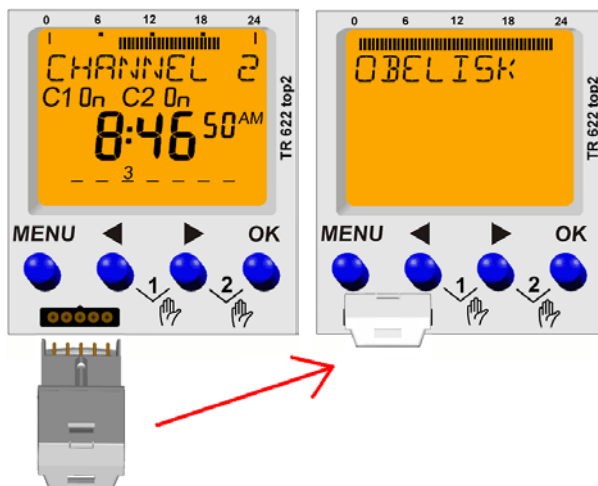 0 6 12 18 24
CHANNEL 2
C1 On C2 On
8:46 50 AM
3
TR 622 top2
MENU OK
1 2
0 6 12 18 24
OBELISK
TR 622 top2
MENU OK
1 2